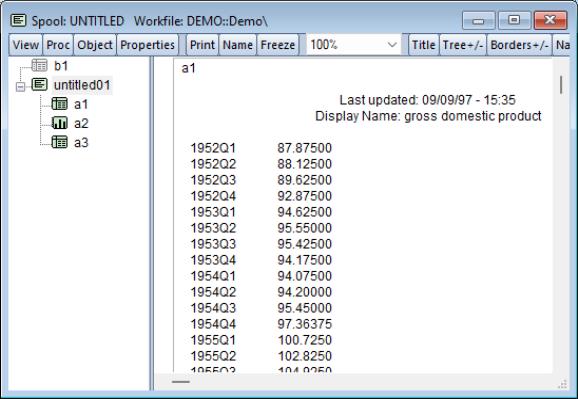 Spool: UNTITLED   Workfile: DEMO::Demo\
View Proc Object Properties Print Name Freeze 100% Title Tree+/- Borders+/- Na
b1
untitled01
a1
a2
a3
a1
Last updated: 09/09/97 - 15:35
Display Name: gross domestic product
1952Q1 87.87500
1952Q2 88.12500
1952Q3 89.62500
1952Q4 92.87500
1953Q1 94.62500
1953Q2 95.55000
1953Q3 95.42500
1953Q4 94.17500
1954Q1 94.07500
1954Q2 94.20000
1954Q3 95.45000
1954Q4 97.36375
1955Q1 100.7250
1955Q2 102.8250
1955Q3 104.9250